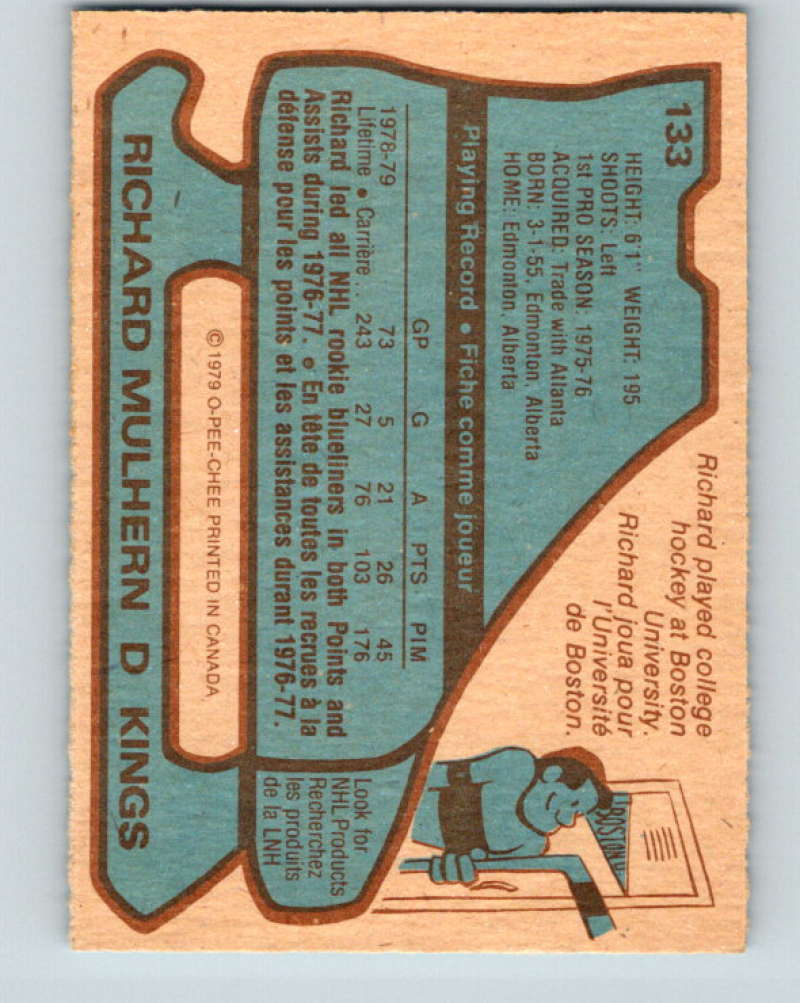 133
HEIGHT: 6'1" WEIGHT: 195
SHOOTS: Left
1st PRO SEASON: 1975-76
ACQUIRED: Trade with Atlanta
BORN: 3-1-55, Edmonton, Alberta
HOME: Edmonton, Alberta
Richard played college
hockey at Boston
University.
Richard joua pour
l'Université
de Boston.
BOSTON
Playing Record • Fiche comme joueur
GP G A PTS PIM
1978-79 73 5 21 26 45
Lifetime • Carrière... 243 27 76 103 176
Richard led all NHL rookie blueliners in both Points and
Assists during 1976-77. • En tête de toutes les recrues à la
défense pour les points et les assistances durant 1976-77.
Look for
NHL Products
Recherchez
les produits
de la LNH
© 1979 O-PEE-CHEE PRINTED IN CANADA
RICHARD MULHERN D KINGS